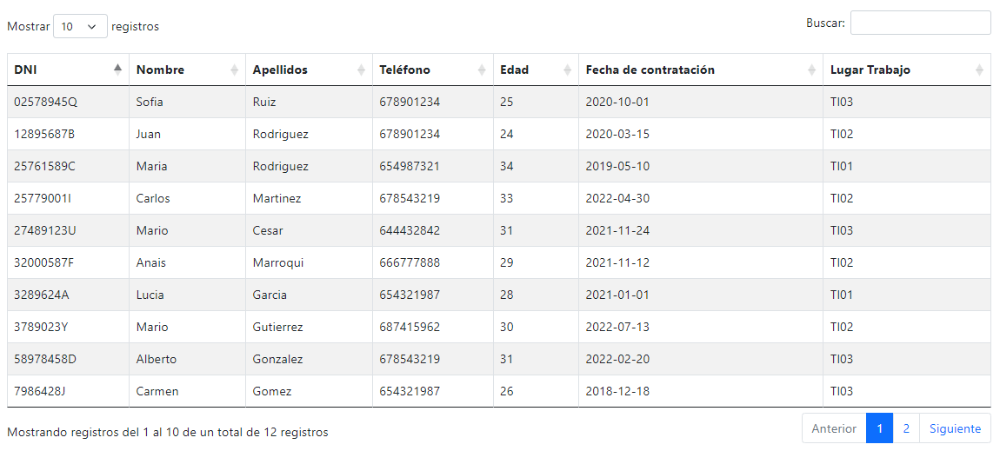 Mostrar 10 registros Buscar:
DNI Nombre Apellidos Teléfono Edad Fecha de contratación Lugar Trabajo
02578945Q Sofia Ruiz 678901234 25 2020-10-01 TI03
12895687B Juan Rodriguez 678901234 24 2020-03-15 TI02
25761589C Maria Rodriguez 654987321 34 2019-05-10 TI01
25779001I Carlos Martinez 678543219 33 2022-04-30 TI02
27489123U Mario Cesar 644432842 31 2021-11-24 TI03
32000587F Anais Marroqui 666777888 29 2021-11-12 TI02
3289624A Lucia Garcia 654321987 28 2021-01-01 TI01
3789023Y Mario Gutierrez 687415962 30 2022-07-13 TI02
58978458D Alberto Gonzalez 678543219 31 2022-02-20 TI03
7986428J Carmen Gomez 654321987 26 2018-12-18 TI03
Mostrando registros del 1 al 10 de un total de 12 registros Anterior 1 2 Siguiente